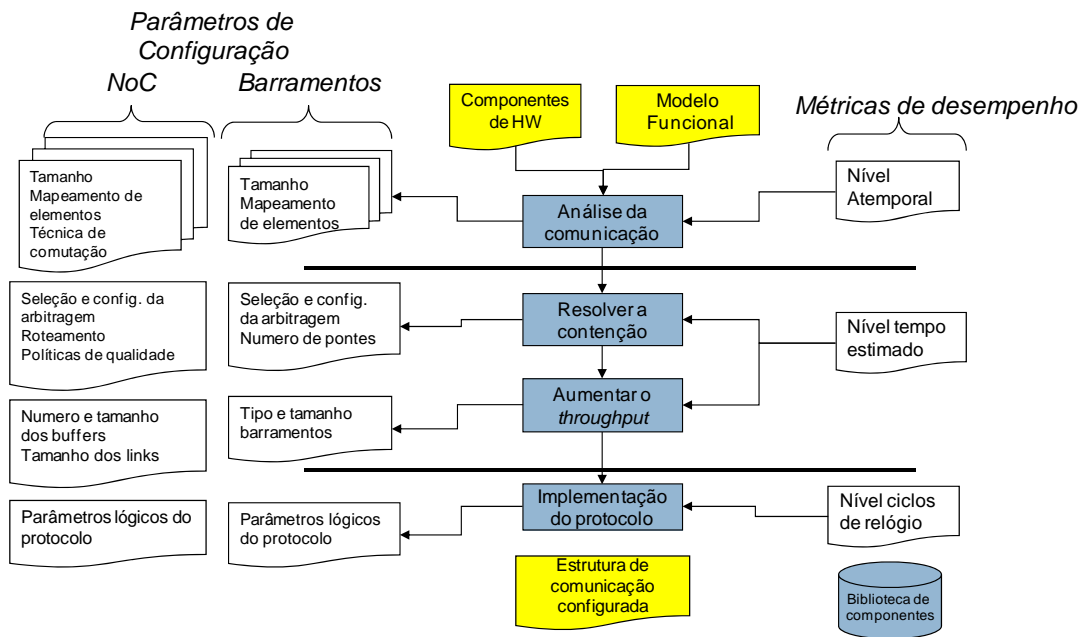 Parâmetros de
Configuração
NoC
Barramentos
Métricas de desempenho
Componentes
de HW
Modelo
Funcional
Tamanho
Mapeamento de
elementos
Técnica de
comutação
Tamanho
Mapeamento
de elementos
Análise da
comunicação
Nível
Atemporal
Seleção e config. da
arbitragem
Roteamento
Políticas de qualidade
Seleção e config.
da arbitragem
Numero de pontes
Resolver a
contenção
Nível tempo
estimado
Numero e tamanho
dos buffers
Tamanho dos links
Tipo e tamanho
barramentos
Aumentar o
throughput
Parâmetros lógicos do
protocolo
Parâmetros lógicos
do protocolo
Implementação
do protocolo
Nível ciclos
de relógio
Estrutura de
comunicação
configurada
Biblioteca de
componentes